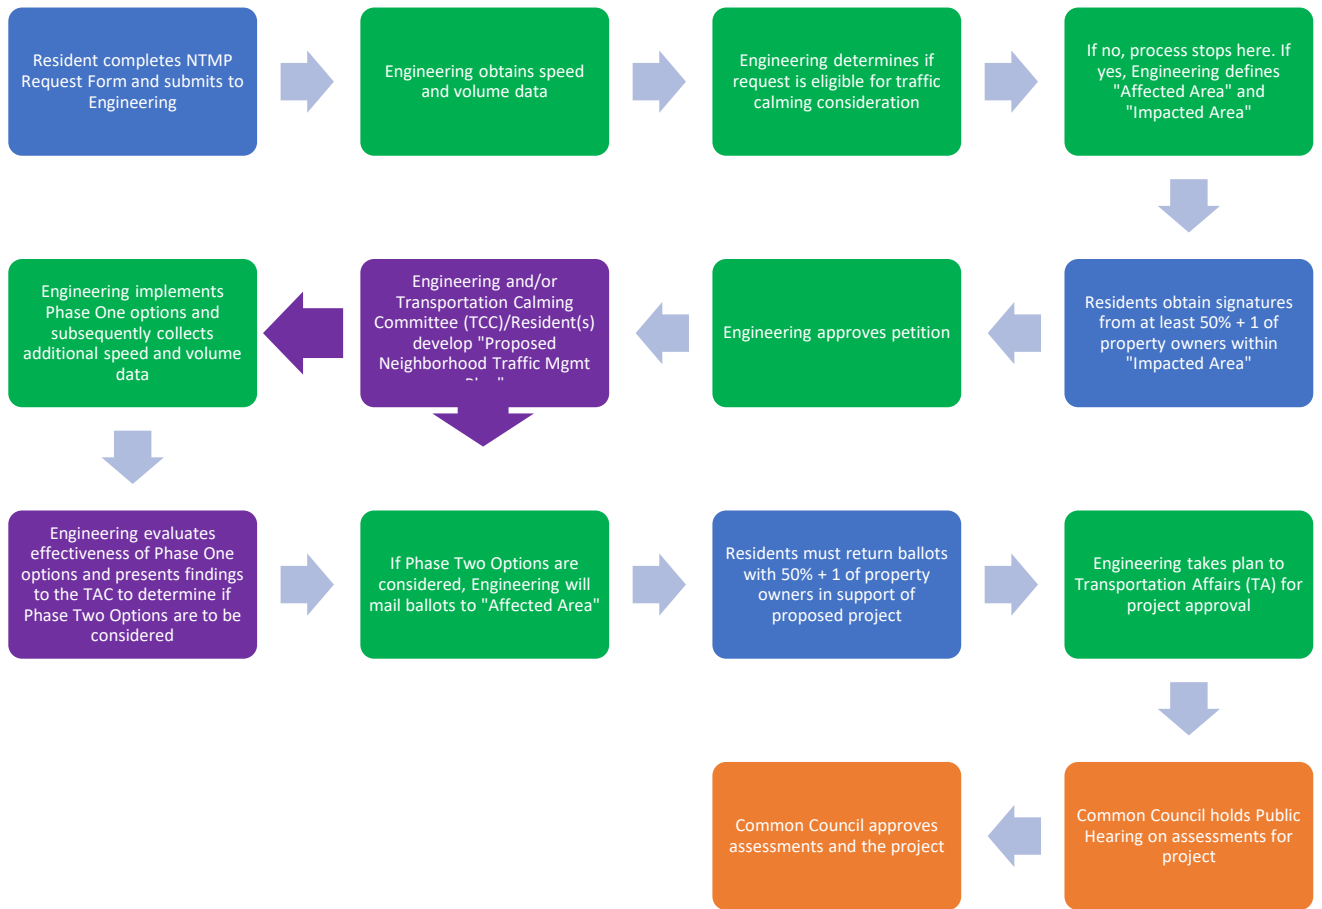 Resident completes NTMP
Request Form and submits to
Engineering
Engineering obtains speed
and volume data
Engineering determines if
request is eligible for traffic
calming consideration
If no, process stops here. If
yes, Engineering defines
"Affected Area" and
"Impacted Area"
Residents obtain signatures
from at least 50% + 1 of
property owners within
"Impacted Area"
Engineering approves petition
Engineering and/or
Transportation Calming
Committee (TCC)/Resident(s)
develop "Proposed
Neighborhood Traffic Mgmt
Engineering implements
Phase One options and
subsequently collects
additional speed and volume
data
Engineering evaluates
effectiveness of Phase One
options and presents findings
to the TAC to determine if
Phase Two Options are to be
considered
If Phase Two Options are
considered, Engineering will
mail ballots to "Affected Area"
Residents must return ballots
with 50% + 1 of property
owners in support of
proposed project
Engineering takes plan to
Transportation Affairs (TA) for
project approval
Common Council holds Public
Hearing on assessments for
project
Common Council approves
assessments and the project